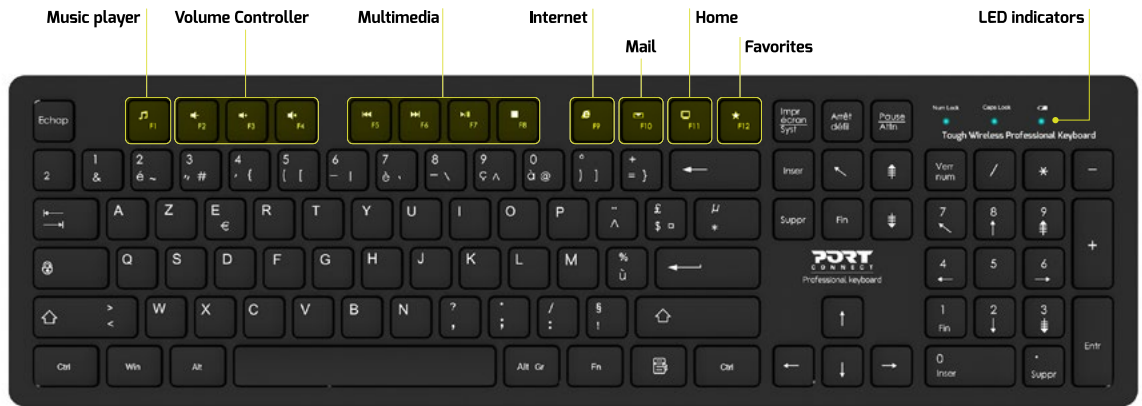 Music player Volume Controller Multimedia Internet Home LED indicators
Mail Favorites
Echap F1 F2 F3 F4 F5 F6 F7 F8 F9 F10 F11 F12 Impr écran Syst Arrêt défil Pause Attn Num Lock Caps Lock
Tough Wireless Professional Keyboard
2 1 & 2 é ~ 3 " # 4 ' { 5 ( [ 6 - | 7 è ` 8 - \ 9 ç ^ 0 à @ ° ) ] + = } Inser Verr num / * -
A Z E € R T Y U I O P ¨ ^ £ $ ¤ µ * Suppr Fin 7 8 9 +
Q S D F G H J K L M % ù PORT CONNECT Professional keyboard 4 5 6
> < W X C V B N ? , . ; / : § ! 1 Fin 2 3 Entr
Ctrl Win Alt Alt Gr Fn Ctrl 0 Inser . Suppr